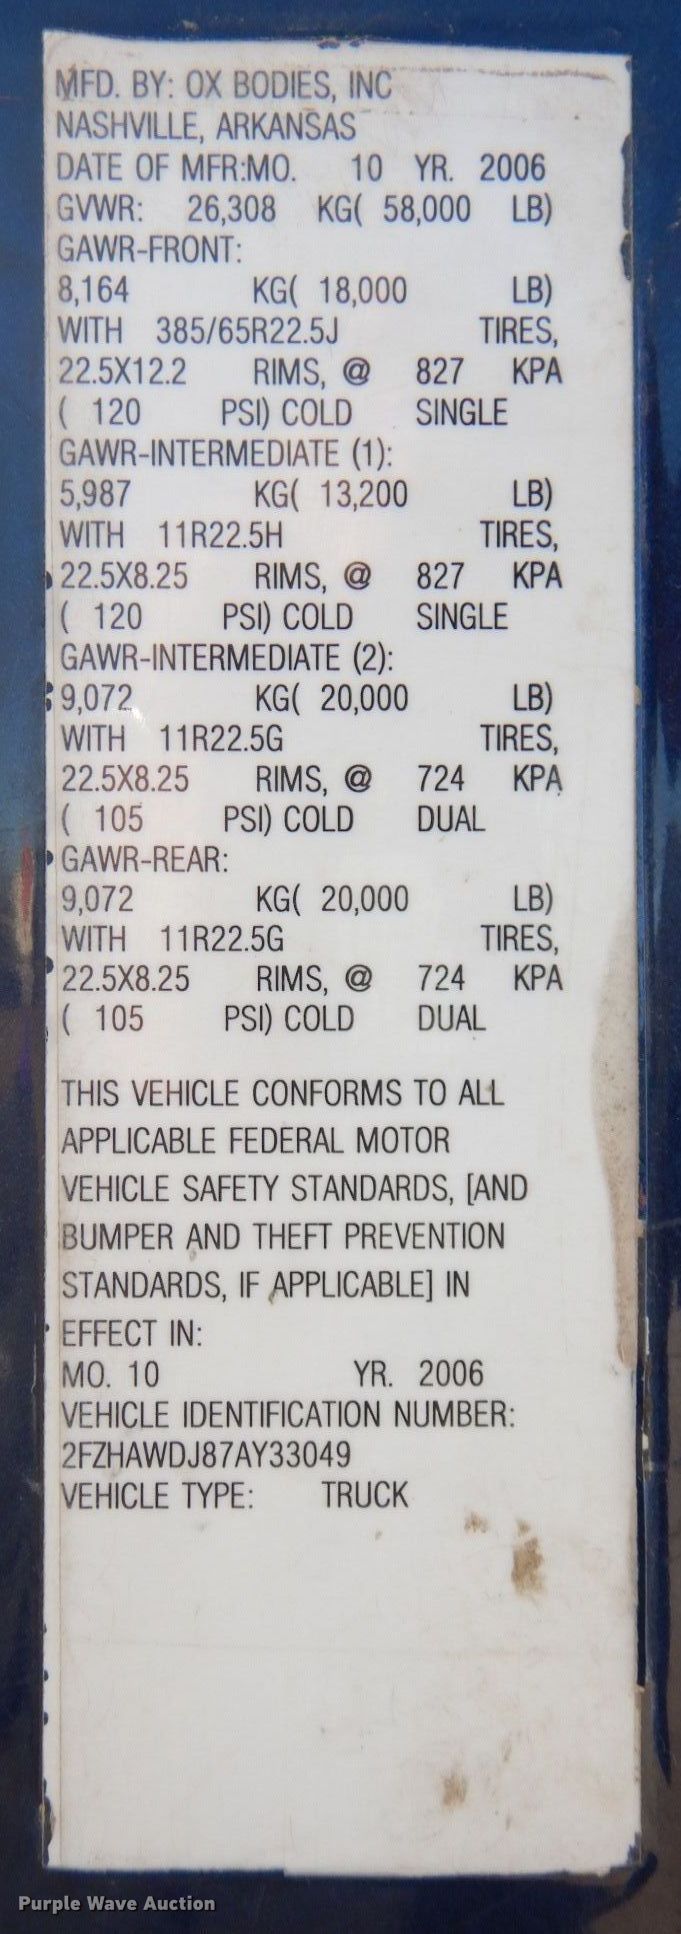 MFD. BY: OX BODIES, INC
NASHVILLE, ARKANSAS
DATE OF MFR:MO. 10 YR. 2006
GVWR: 26,308 KG( 58,000 LB)
GAWR-FRONT:
8,164 KG( 18,000 LB)
WITH 385/65R22.5J TIRES,
22.5X12.2 RIMS, @ 827 KPA
( 120 PSI) COLD SINGLE
GAWR-INTERMEDIATE (1):
5,987 KG( 13,200 LB)
WITH 11R22.5H TIRES,
22.5X8.25 RIMS, @ 827 KPA
( 120 PSI) COLD SINGLE
GAWR-INTERMEDIATE (2):
9,072 KG( 20,000 LB)
WITH 11R22.5G TIRES,
22.5X8.25 RIMS, @ 724 KPA
( 105 PSI) COLD DUAL
GAWR-REAR:
9,072 KG( 20,000 LB)
WITH 11R22.5G TIRES,
22.5X8.25 RIMS, @ 724 KPA
( 105 PSI) COLD DUAL
THIS VEHICLE CONFORMS TO ALL
APPLICABLE FEDERAL MOTOR
VEHICLE SAFETY STANDARDS, [AND
BUMPER AND THEFT PREVENTION
STANDARDS, IF APPLICABLE] IN
EFFECT IN:
MO. 10 YR. 2006
VEHICLE IDENTIFICATION NUMBER:
2FZHAWDJ87AY33049
VEHICLE TYPE: TRUCK
Purple Wave Auction